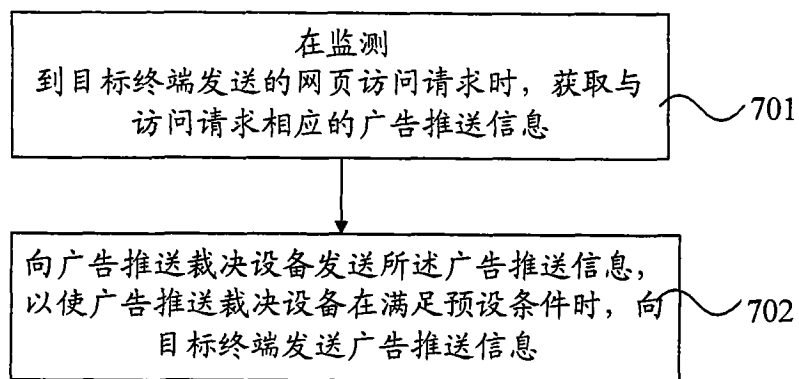 在监测
到目标终端发送的网页访问请求时，获取与
访问请求相应的广告推送信息
701
向广告推送裁决设备发送所述广告推送信息，
以使广告推送裁决设备在满足预设条件时，向
目标终端发送广告推送信息
702